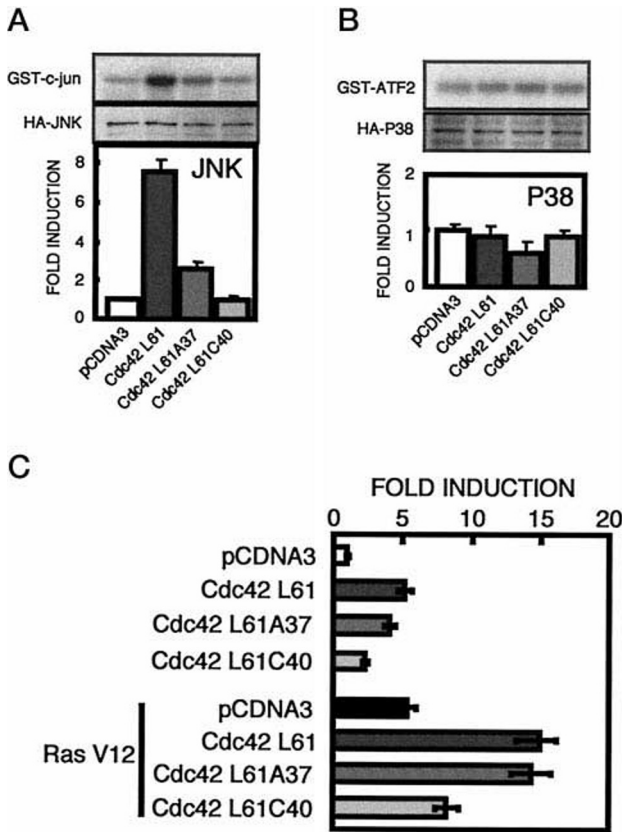 A
GST-c-jun
HA-JNK
FOLD INDUCTION
8
6
4
2
0
JNK
pCDNA3
Cdc42 L61
Cdc42 L61A37
Cdc42 L61C40
B
GST-ATF2
HA-P38
FOLD INDUCTION
2
1
0
P38
pCDNA3
Cdc42 L61
Cdc42 L61A37
Cdc42 L61C40
C
FOLD INDUCTION
0 5 10 15 20
pCDNA3
Cdc42 L61
Cdc42 L61A37
Cdc42 L61C40
Ras V12
pCDNA3
Cdc42 L61
Cdc42 L61A37
Cdc42 L61C40